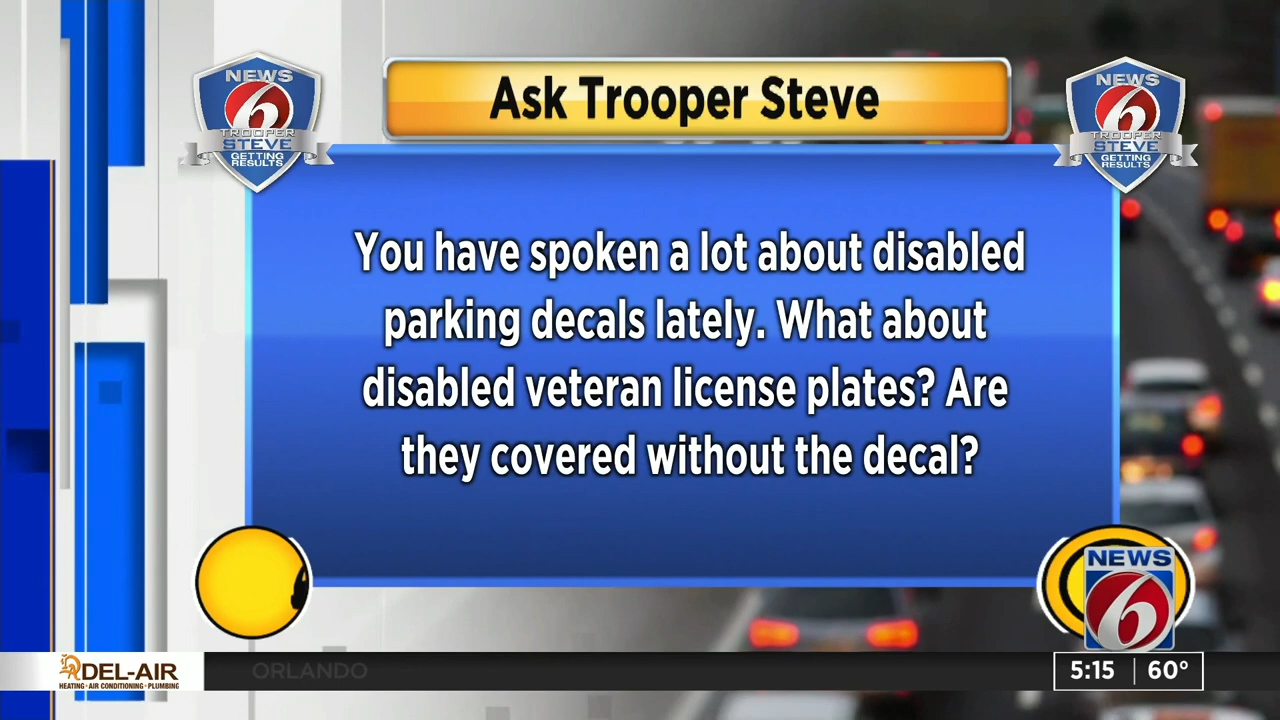 Ask Trooper Steve
NEWS
6
TROOPER
STEVE
GETTING
RESULTS
NEWS
6
TROOPER
STEVE
GETTING
RESULTS
You have spoken a lot about disabled
parking decals lately. What about
disabled veteran license plates? Are
they covered without the decal?
NEWS
6
DEL-AIR
HEATING · AIR CONDITIONING · PLUMBING
ORLANDO
5:15 60°